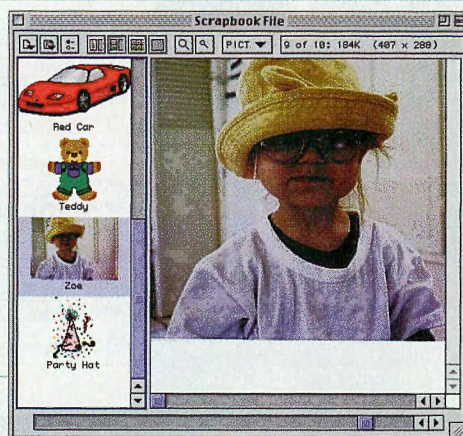 Scrapbook File
PICT 9 of 10: 184K (407 x 288)
Red Car
Teddy
Zoe
Party Hat